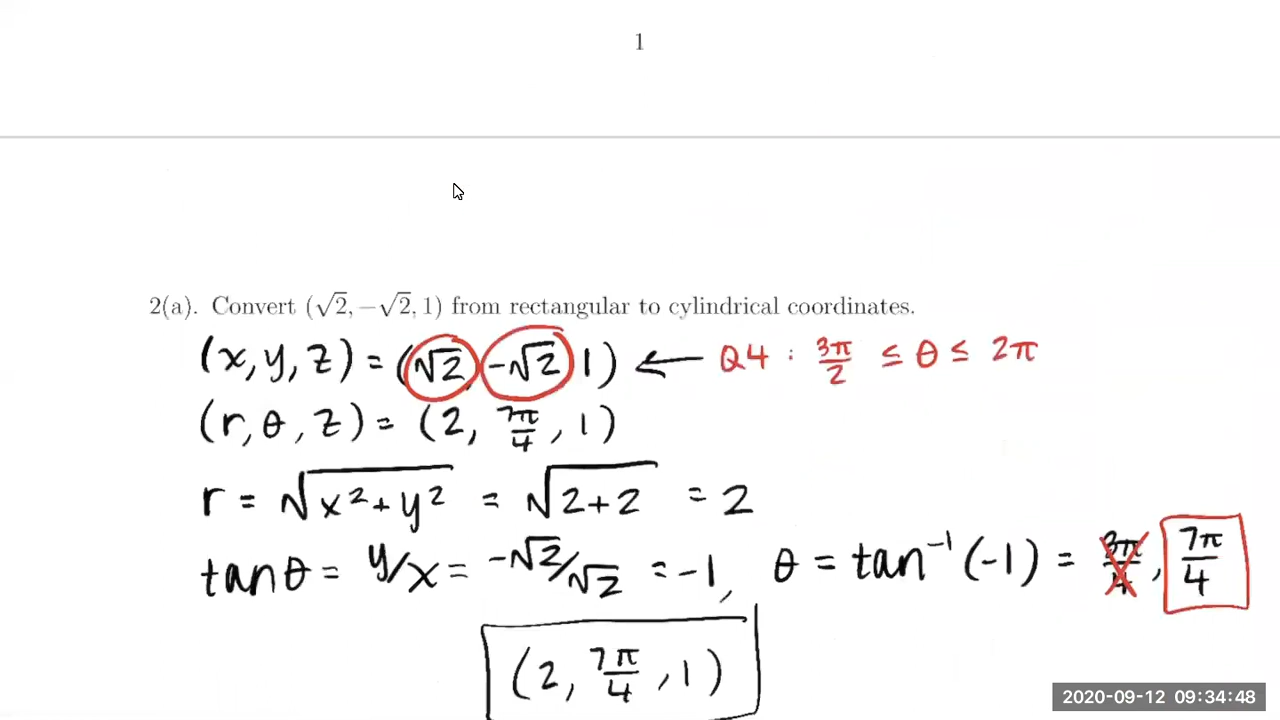 1
2(a). Convert (√2, −√2, 1) from rectangular to cylindrical coordinates.
(x, y, z) = (√2, -√2, 1) ← Q4 : 3π/2 ≤ θ ≤ 2π
(r, θ, z) = (2, 7π/4, 1)
r = √(x²+y²) = √(2+2) = 2
tanθ = y/x = -√2/√2 = -1, θ = tan⁻¹(-1) = 3π/4, 7π/4
(2, 7π/4, 1)
2020-09-12 09:34:48